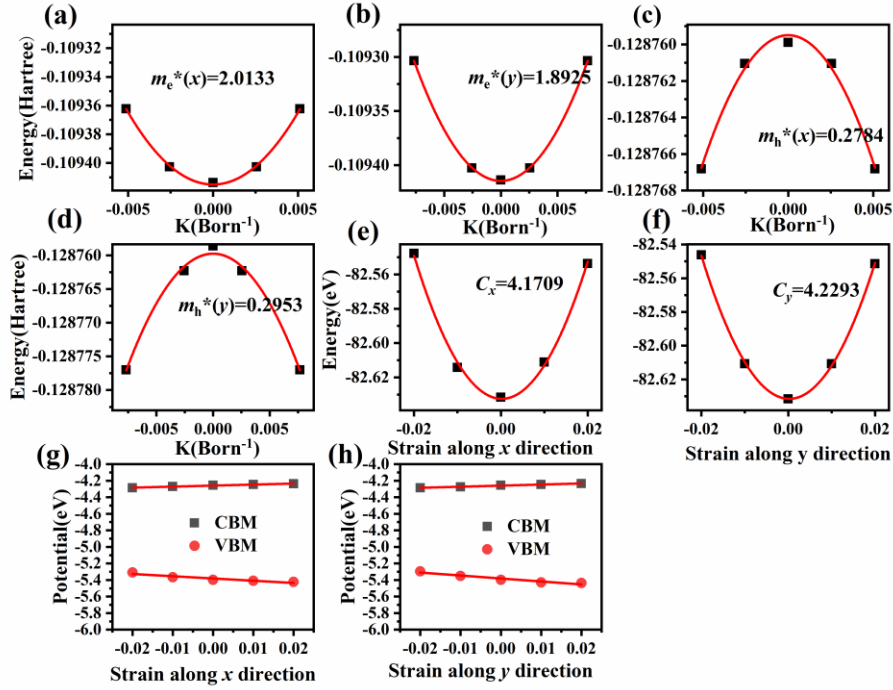 (a)
Energy(Hartree)
-0.10932
-0.10934
-0.10936
-0.10938
-0.10940
me*(x)=2.0133
-0.005 0.000 0.005
K(Born-1)
(b)
-0.10930
-0.10935
-0.10940
me*(y)=1.8925
-0.005 0.000 0.005
K(Born-1)
(c)
-0.128760
-0.128762
-0.128764
-0.128766
-0.128768
mh*(x)=0.2784
-0.005 0.000 0.005
K(Born-1)
(d)
Energy(Hartree)
-0.128760
-0.128765
-0.128770
-0.128775
-0.128780
mh*(y)=0.2953
-0.005 0.000 0.005
K(Born-1)
(e)
Energy(eV)
-82.56
-82.58
-82.60
-82.62
Cx=4.1709
-0.02 -0.01 0.00 0.01 0.02
Strain along x direction
(f)
-82.54
-82.56
-82.58
-82.60
-82.62
Cy=4.2293
-0.02 -0.01 0.00 0.01 0.02
Strain along y direction
(g)
Potential(eV)
-4.0
-4.2
-4.4
-4.6
-4.8
-5.0
-5.2
-5.4
-5.6
-5.8
-6.0
CBM
VBM
-0.02 -0.01 0.00 0.01 0.02
Strain along x direction
(h)
Potential(eV)
-4.0
-4.2
-4.4
-4.6
-4.8
-5.0
-5.2
-5.4
-5.6
-5.8
-6.0
CBM
VBM
-0.02 -0.01 0.00 0.01 0.02
Strain along y direction